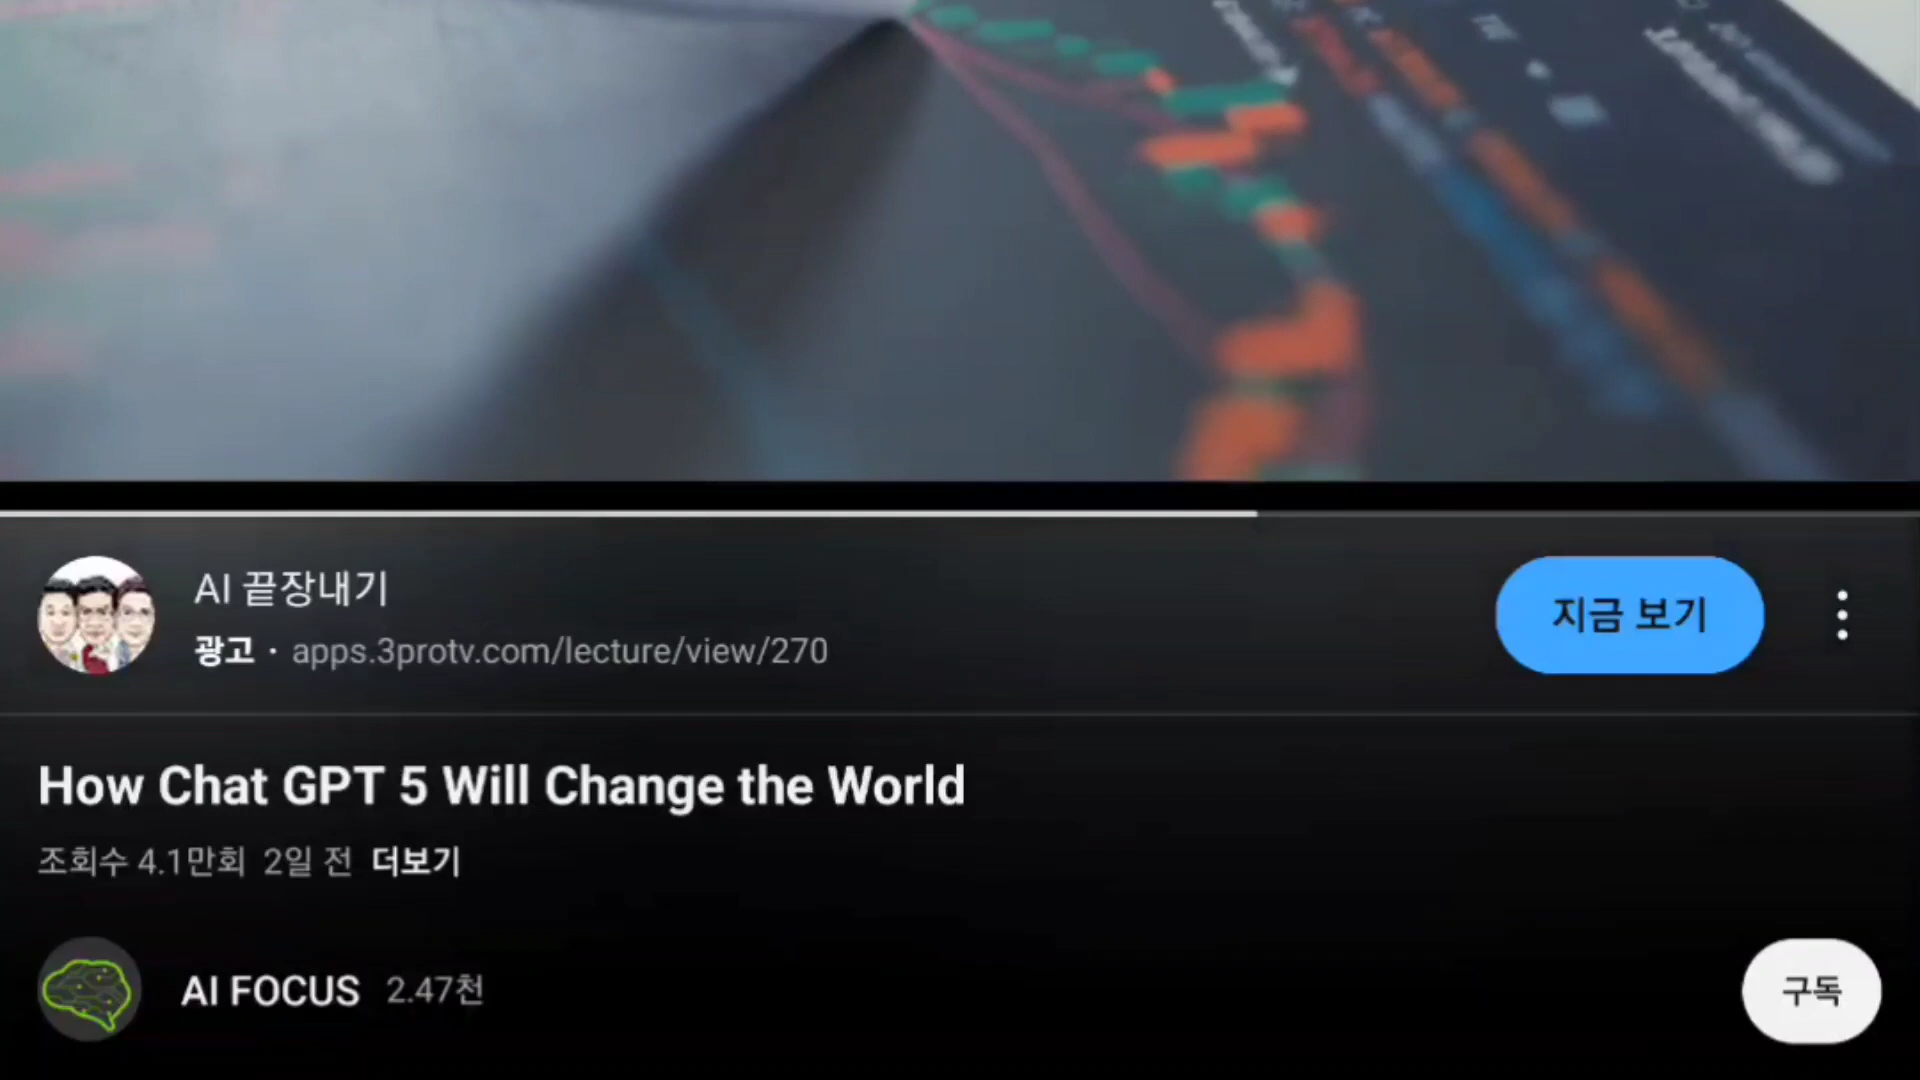 AI 끝장내기
광고 · apps.3protv.com/lecture/view/270
지금 보기
How Chat GPT 5 Will Change the World
조회수 4.1만회 2일 전 더보기
AI FOCUS 2.47천
구독